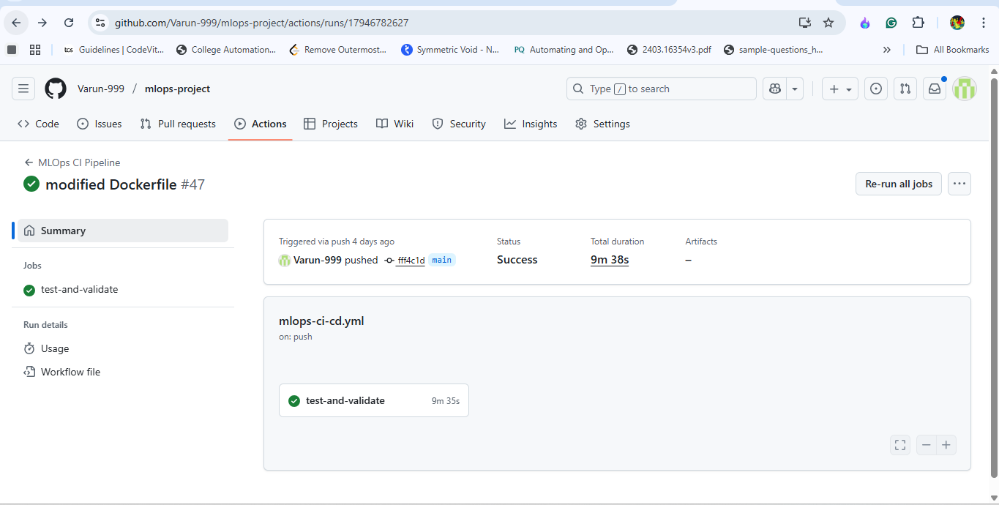 github.com/Varun-999/mlops-project/actions/runs/17946782627
tcs Guidelines | CodeVit...
College Automation...
Remove Outermost...
Symmetric Void - N...
PQ Automating and Op...
2403.16354v3.pdf
sample-questions_h...
»
All Bookmarks
Varun-999 / mlops-project
Type / to search
Code
Issues
Pull requests
Actions
Projects
Wiki
Security
Insights
Settings
← MLOps CI Pipeline
modified Dockerfile #47
Re-run all jobs
Summary
Jobs
test-and-validate
Run details
Usage
Workflow file
Triggered via push 4 days ago
Varun-999 pushed fff4c1d main
Status
Success
Total duration
9m 38s
Artifacts
–
mlops-ci-cd.yml
on: push
test-and-validate 9m 35s